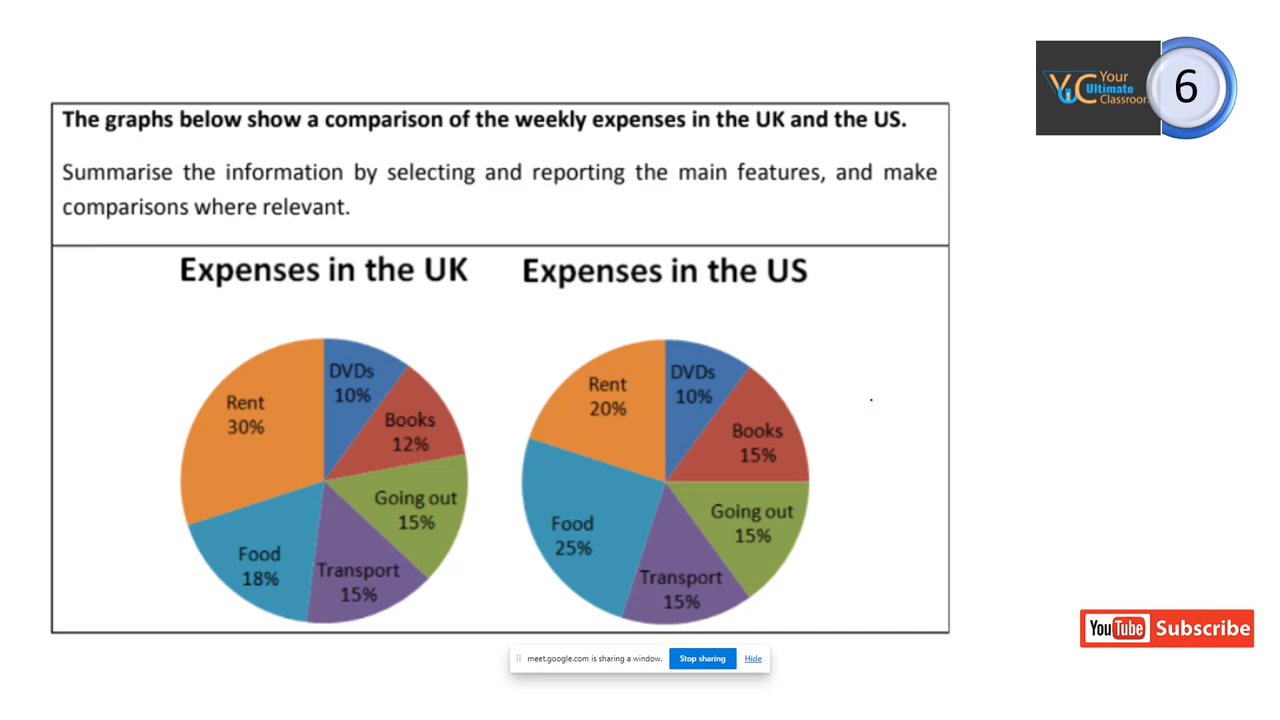 Your
Ultimate
Classroom
YUC
6
The graphs below show a comparison of the weekly expenses in the UK and the US.
Summarise the information by selecting and reporting the main features, and make
comparisons where relevant.
Expenses in the UK
Expenses in the US
DVDs
10%
Books
12%
Going out
15%
Transport
15%
Food
18%
Rent
30%
DVDs
10%
Books
15%
Going out
15%
Transport
15%
Food
25%
Rent
20%
YouTube Subscribe
meet.google.com is sharing a window. Stop sharing Hide